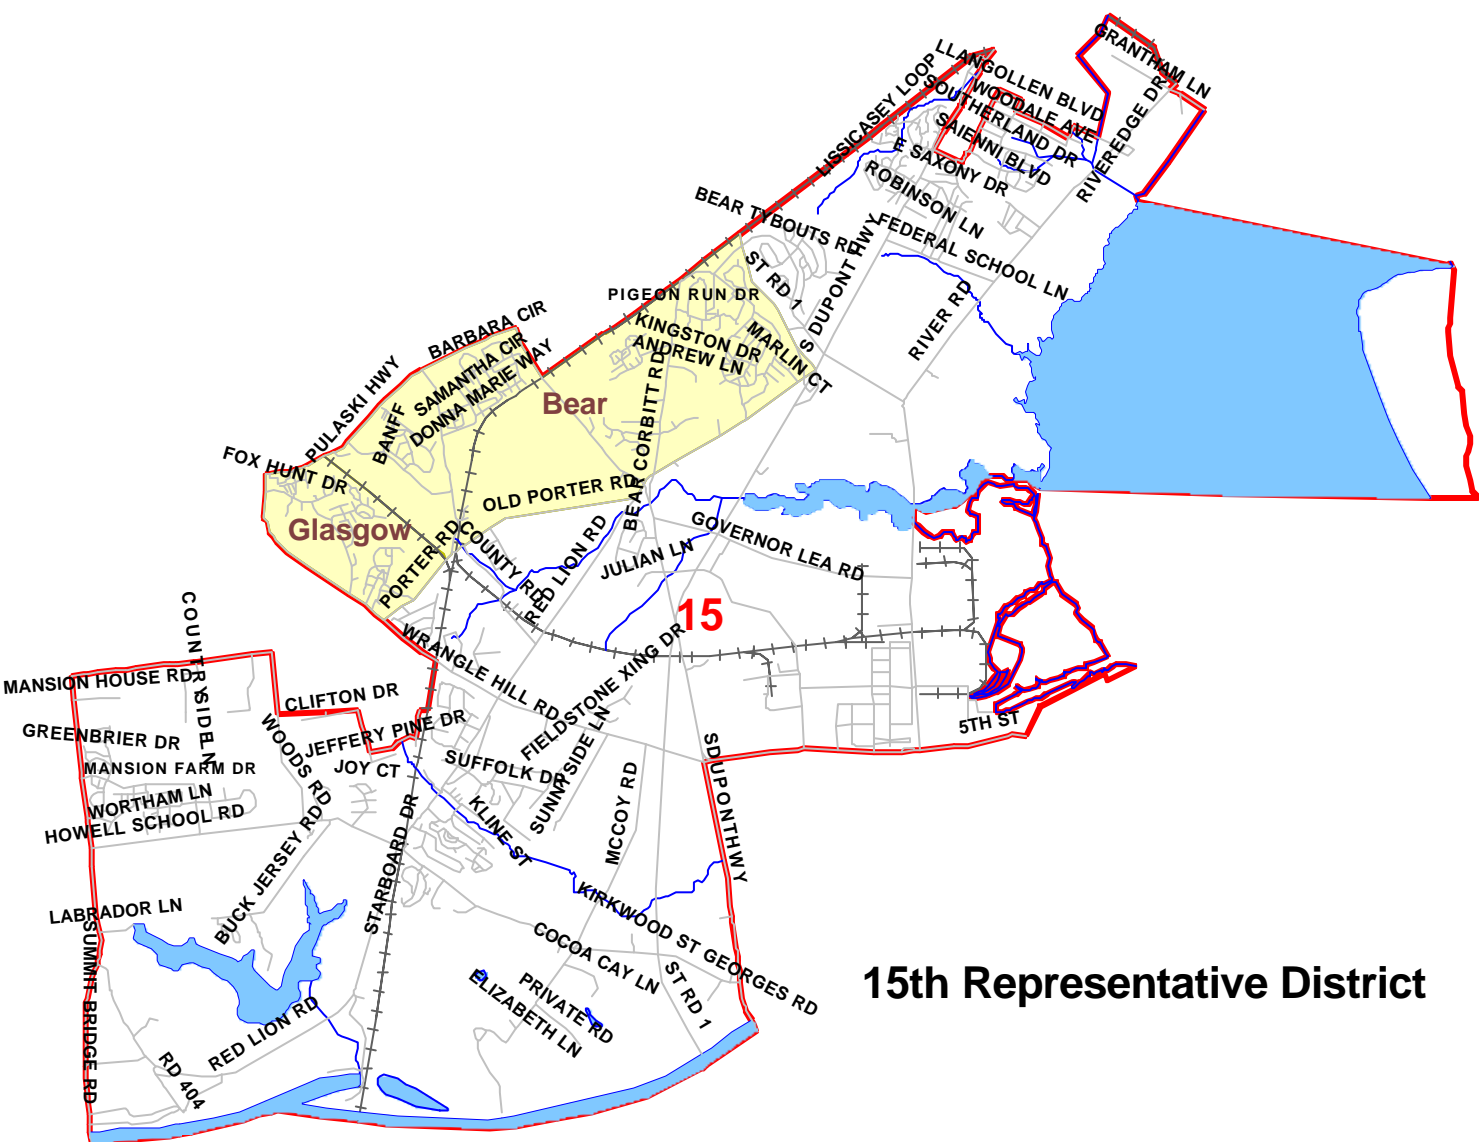 GRANTHAM LN
LLANGOLLEN BLVD
WOODALE AVE
SOUTHERLAND DR
SAIENNI BLVD
E SAXONY DR
RIVEREDGE DR
LISSICASEY LOOP
ROBINSON LN
BEAR TYBOUTS RD
FEDERAL SCHOOL LN
ST RD 1
S DUPONT HWY
RIVER RD
PIGEON RUN DR
KINGSTON DR
ANDREW LN
MARLIN CT
BARBARA CIR
SAMANTHA CIR
DONNA MARIE WAY
PULASKI HWY
BANFF
Bear
BEAR CORBITT RD
FOX HUNT DR
OLD PORTER RD
Glasgow
PORTER RD
COUNTY RD
RED LION RD
JULIAN LN
GOVERNOR LEA RD
15
COUNTRYSIDE LN
WRANGLE HILL RD
FIELDSTONE XING DR
MANSION HOUSE RD
CLIFTON DR
GREENBRIER DR
WOODS RD
JEFFERY PINE DR
JOY CT
MANSION FARM DR
SUFFOLK DR
SUNNYSIDE LN
5TH ST
S DUPONT HWY
WORTHAM LN
HOWELL SCHOOL RD
KLINE ST
MCCOY RD
BUCK JERSEY RD
STARBOARD DR
LABRADOR LN
SUMMIT BRIDGE RD
KIRKWOOD ST GEORGES RD
COCOA CAY LN
ST RD 1
PRIVATE RD
ELIZABETH LN
RED LION RD
RD 404
15th Representative District